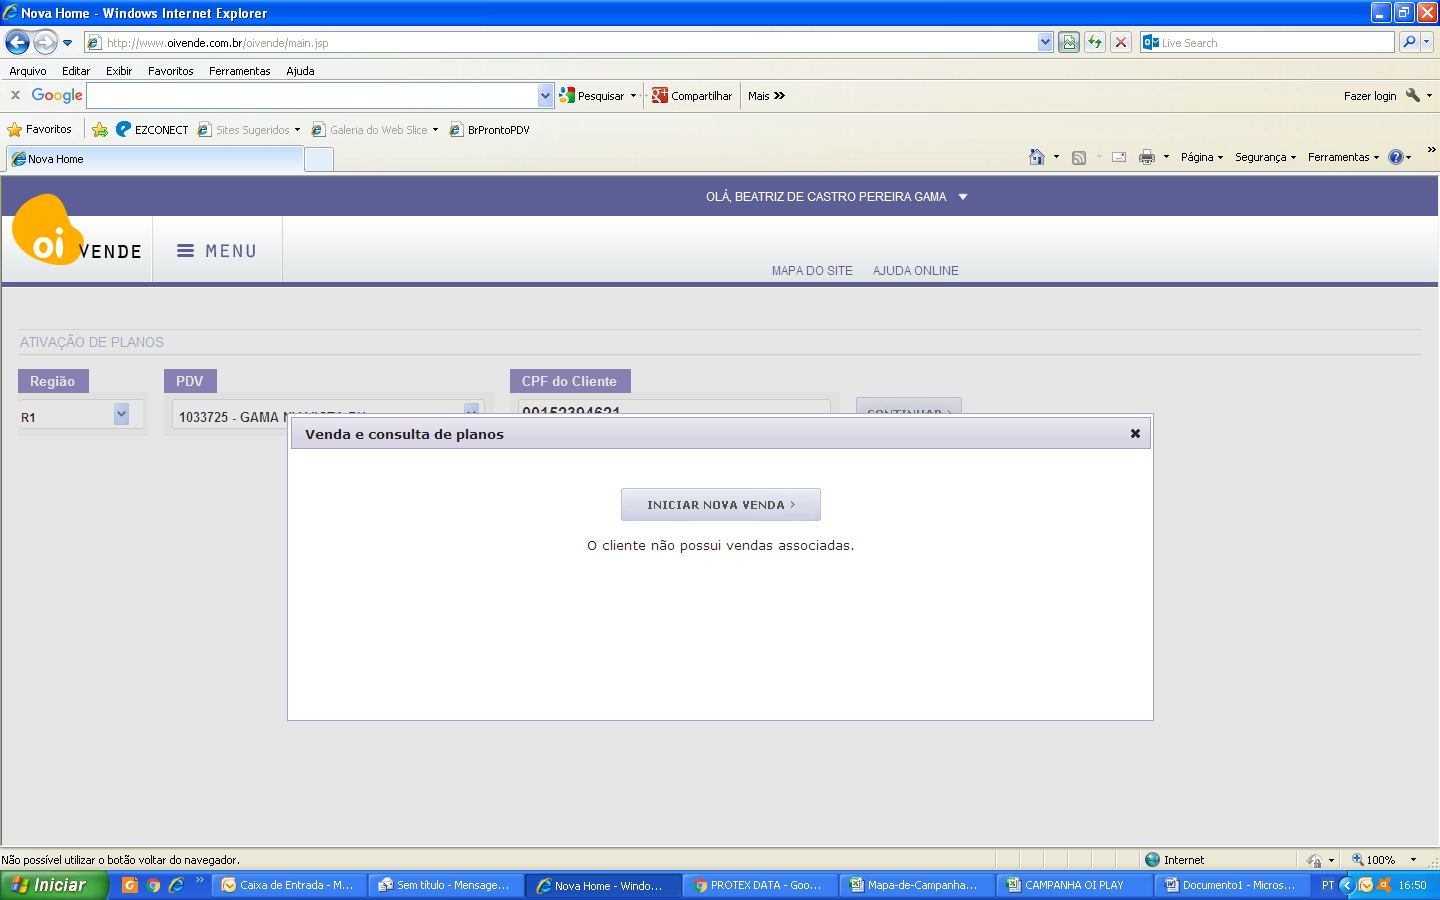 Nova Home - Windows Internet Explorer
http://www.oivende.com.br/oivende/main.jsp
Live Search
Arquivo Editar Exibir Favoritos Ferramentas Ajuda
x Google Pesquisar Compartilhar Mais Fazer login
Favoritos EZCONECT Sites Sugeridos Galeria do Web Slice BrProntoPDV
Nova Home
Página Segurança Ferramentas
OLÁ, BEATRIZ DE CASTRO PEREIRA GAMA
oi VENDE
MENU
MAPA DO SITE AJUDA ONLINE
ATIVAÇÃO DE PLANOS
Região PDV CPF do Cliente
R1 1033725 - GAMA 00152394621 CONTINUAR >
Venda e consulta de planos
INICIAR NOVA VENDA >
O cliente não possui vendas associadas.
Não possível utilizar o botão voltar do navegador.
Internet
100%
Iniciar
Caixa de Entrada - M...
Sem título - Mensage...
Nova Home - Windo...
PROTEX DATA - Goo...
Mapa-de-Campanha...
CAMPANHA OI PLAY
Documento1 - Micros...
PT
16:50